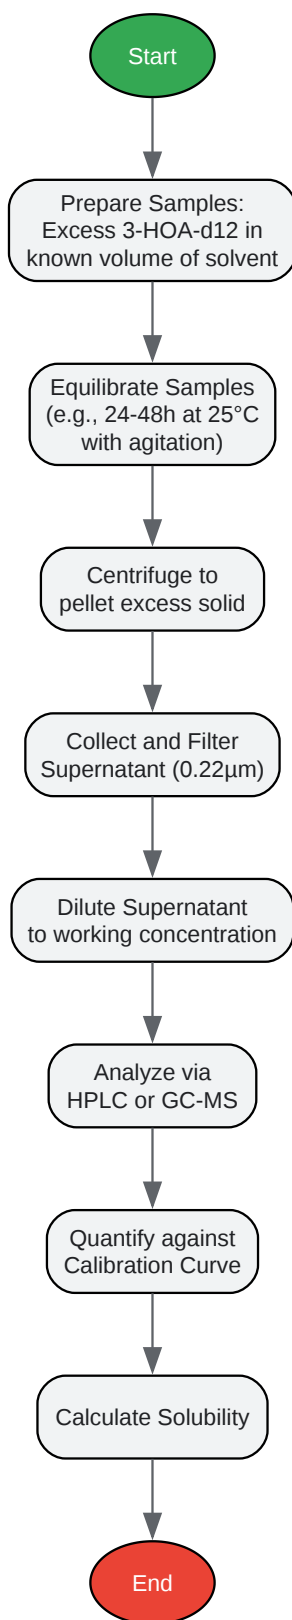 Start
Prepare Samples:
Excess 3-HOA-d12 in
known volume of solvent
Equilibrate Samples
(e.g., 24-48h at 25°C
with agitation)
Centrifuge to
pellet excess solid
Collect and Filter
Supernatant (0.22µm)
Dilute Supernatant
to working concentration
Analyze via
HPLC or GC-MS
Quantify against
Calibration Curve
Calculate Solubility
End